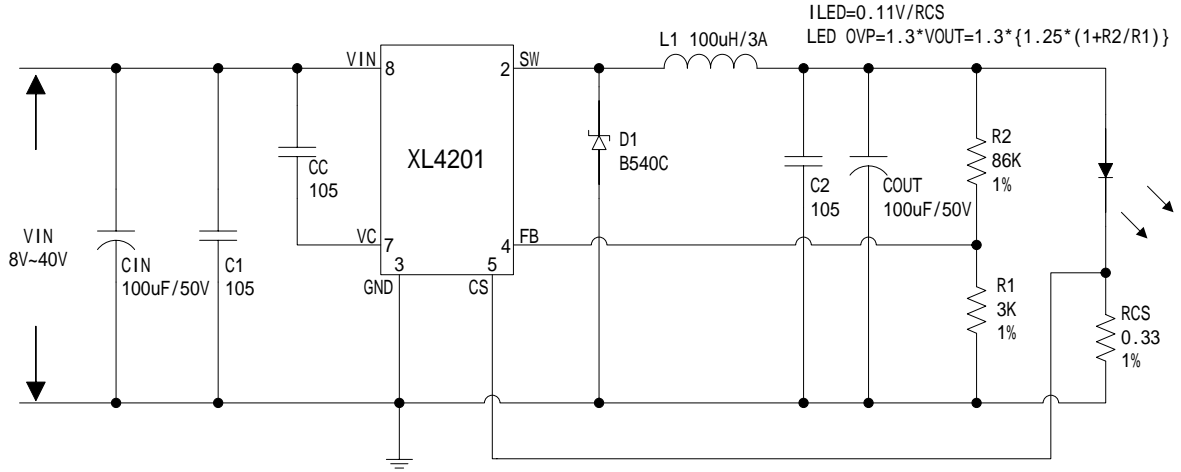 ILED=0.11V/RCS
LED OVP=1.3*VOUT=1.3*{1.25*(1+R2/R1)}
L1 100uH/3A
VIN
8
2
SW
XL4201
CC
105
D1
B540C
R2
86K
1%
C2
105
COUT
100uF/50V
VIN
8V~40V
CIN
100uF/50V
C1
105
VC
7
4
FB
3
5
GND
CS
R1
3K
1%
RCS
0.33
1%